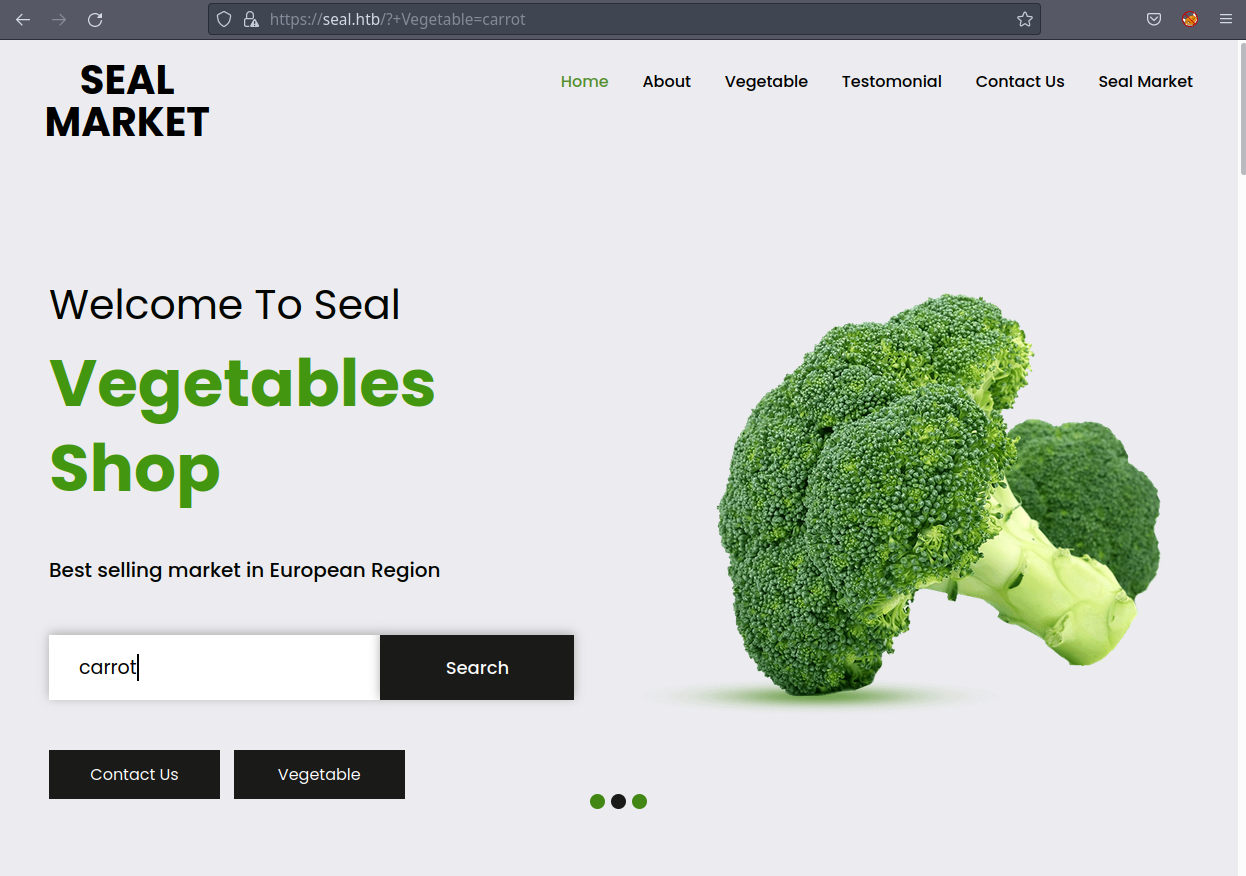 https://seal.htb/?+Vegetable=carrot
SEAL
MARKET
Home About Vegetable Testomonial Contact Us Seal Market
Welcome To Seal
Vegetables
Shop
Best selling market in European Region
carrot Search
Contact Us Vegetable